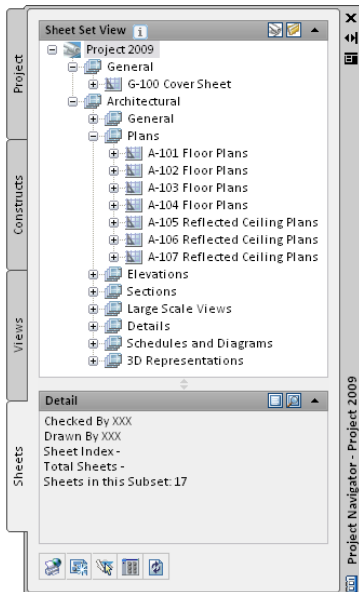 Project
Constructs
Views
Sheets
Sheet Set View
Project 2009
General
G-100 Cover Sheet
Architectural
General
Plans
A-101 Floor Plans
A-102 Floor Plans
A-103 Floor Plans
A-104 Floor Plans
A-105 Reflected Ceiling Plans
A-106 Reflected Ceiling Plans
A-107 Reflected Ceiling Plans
Elevations
Sections
Large Scale Views
Details
Schedules and Diagrams
3D Representations
Detail
Checked By XXX
Drawn By XXX
Sheet Index -
Total Sheets -
Sheets in this Subset: 17
Project Navigator - Project 2009